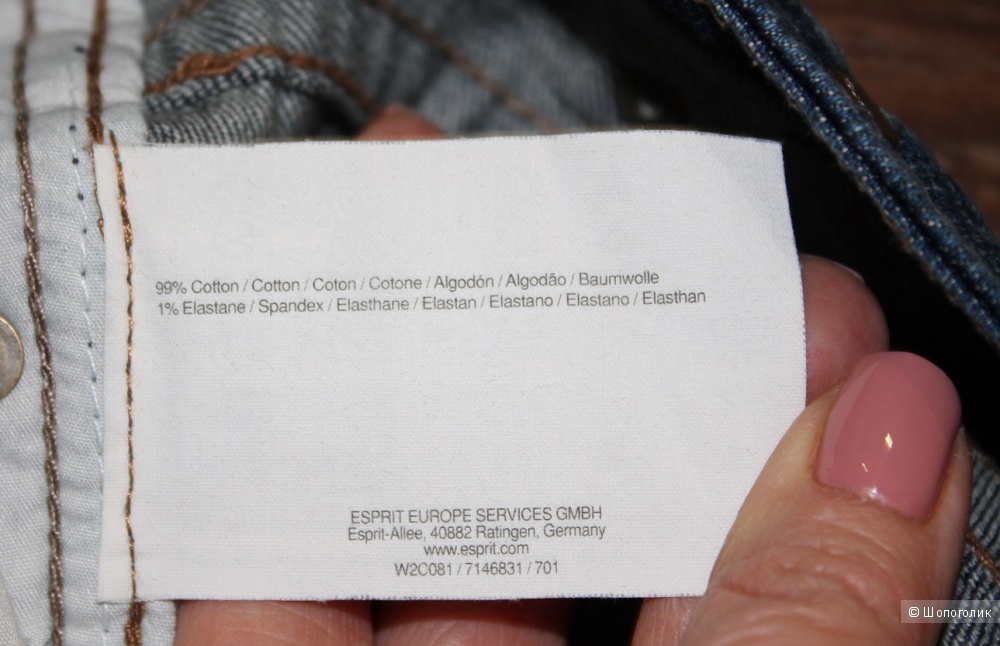 99% Cotton / Cotton / Coton / Cotone / Algodón / Algodão / Baumwolle
1% Elastane / Spandex / Elasthane / Elastan / Elastano / Elastano / Elasthan
ESPRIT EUROPE SERVICES GMBH
Esprit-Allee, 40882 Ratingen, Germany
www.esprit.com
W2C081 / 7146831 / 701
© Шопоголик